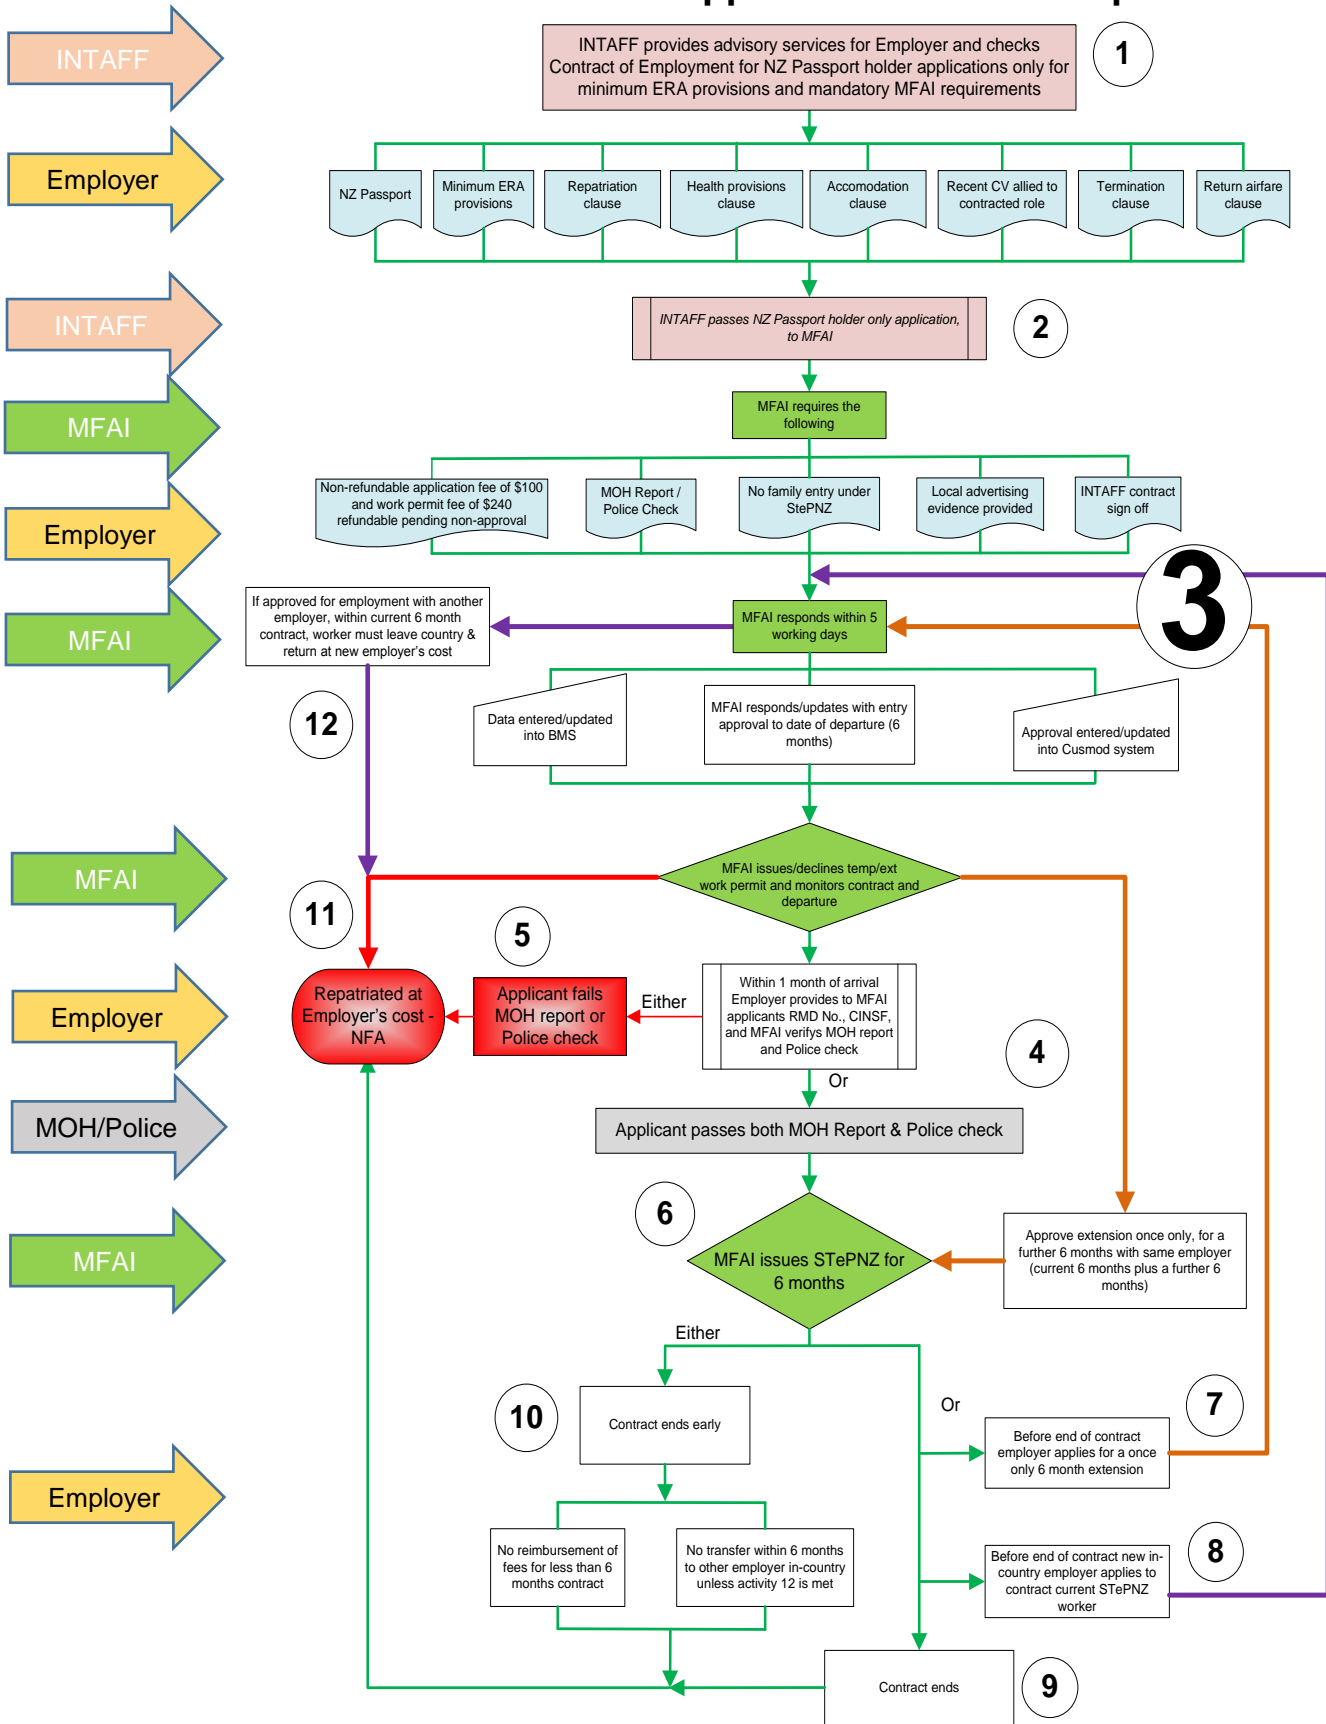 INTAFF
INTAFF provides advisory services for Employer and checks
Contract of Employment for NZ Passport holder applications only for
minimum ERA provisions and mandatory MFAI requirements
1
Employer
NZ Passport
Minimum ERA
provisions
Repatriation
clause
Health provisions
clause
Accomodation
clause
Recent CV allied to
contracted role
Termination
clause
Return airfare
clause
INTAFF
INTAFF passes NZ Passport holder only application,
to MFAI
2
MFAI
MFAI requires the
following
Employer
Non-refundable application fee of $100
and work permit fee of $240
refundable pending non-approval
MOH Report /
Police Check
No family entry under
StePNZ
Local advertising
evidence provided
INTAFF contract
sign off
3
MFAI
If approved for employment with another
employer, within current 6 month
contract, worker must leave country &
return at new employer's cost
MFAI responds within 5
working days
12
Data entered/updated
into BMS
MFAI responds/updates with entry
approval to date of departure (6
months)
Approval entered/updated
into Cusmod system
MFAI
MFAI issues/declines temp/ext
work permit and monitors contract and
departure
11
5
Employer
Repatriated at
Employer's cost -
NFA
Applicant fails
MOH report or
Police check
Either
Within 1 month of arrival
Employer provides to MFAI
applicants RMD No., CINSF,
and MFAI verifys MOH report
and Police check
4
Or
MOH/Police
Applicant passes both MOH Report & Police check
6
MFAI
MFAI issues STePNZ for
6 months
Approve extension once only, for a
further 6 months with same employer
(current 6 months plus a further 6
months)
Either
10
Contract ends early
Or
7
Before end of contract
employer applies for a once
only 6 month extension
Employer
No reimbursement of
fees for less than 6
months contract
No transfer within 6 months
to other employer in-country
unless activity 12 is met
Before end of contract new in-
country employer applies to
contract current STePNZ
worker
8
Contract ends
9